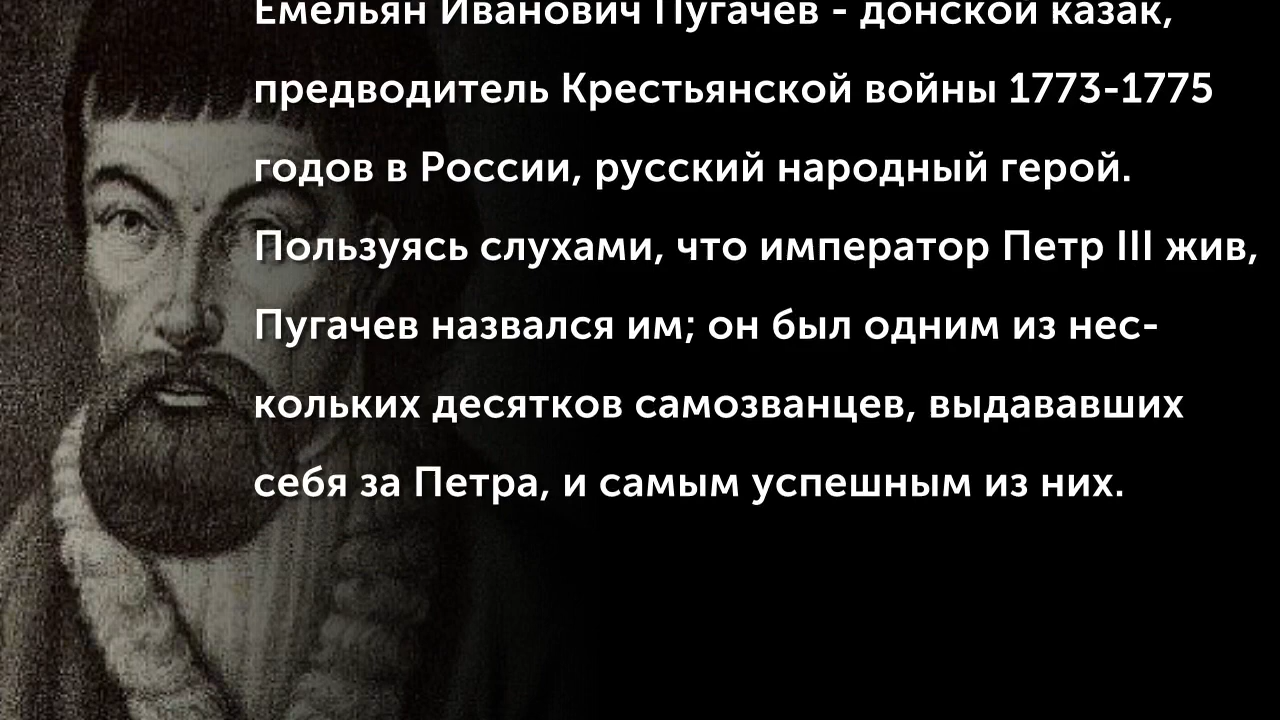 Емельян Иванович Пугачев - донской казак,
предводитель Крестьянской войны 1773-1775
годов в России, русский народный герой.
Пользуясь слухами, что император Петр III жив,
Пугачев назвался им; он был одним из нес-
кольких десятков самозванцев, выдававших
себя за Петра, и самым успешным из них.